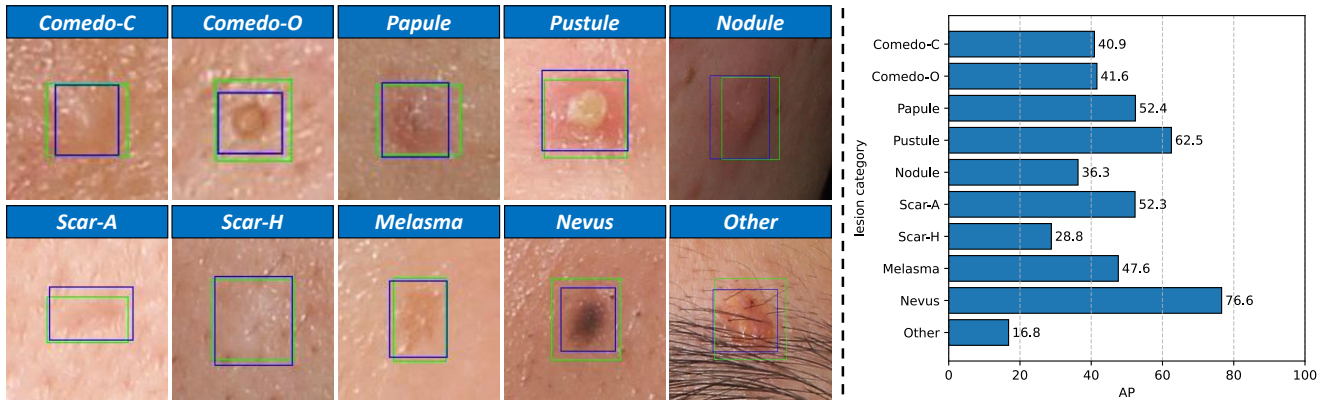 Comedo-C Comedo-O Papule Pustule Nodule
Scar-A Scar-H Melasma Nevus Other
lesion category
Comedo-C 40.9
Comedo-O 41.6
Papule 52.4
Pustule 62.5
Nodule 36.3
Scar-A 52.3
Scar-H 28.8
Melasma 47.6
Nevus 76.6
Other 16.8
0 20 40 60 80 100
AP